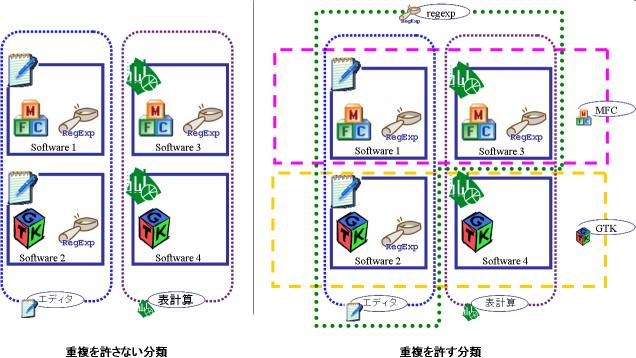 RegExp
regexp
M
F C
RegExp
Software 1
M
F C
RegExp
Software 3
M
F C
RegExp
Software 1
M
F C
RegExp
Software 3
MFC
M
F C
G
T K
RegExp
Software 2
G
T K
Software 4
G
T K
RegExp
Software 2
G
T K
Software 4
GTK
G
T K
エディタ
表計算
エディタ
表計算
重複を許さない分類
重複を許す分類